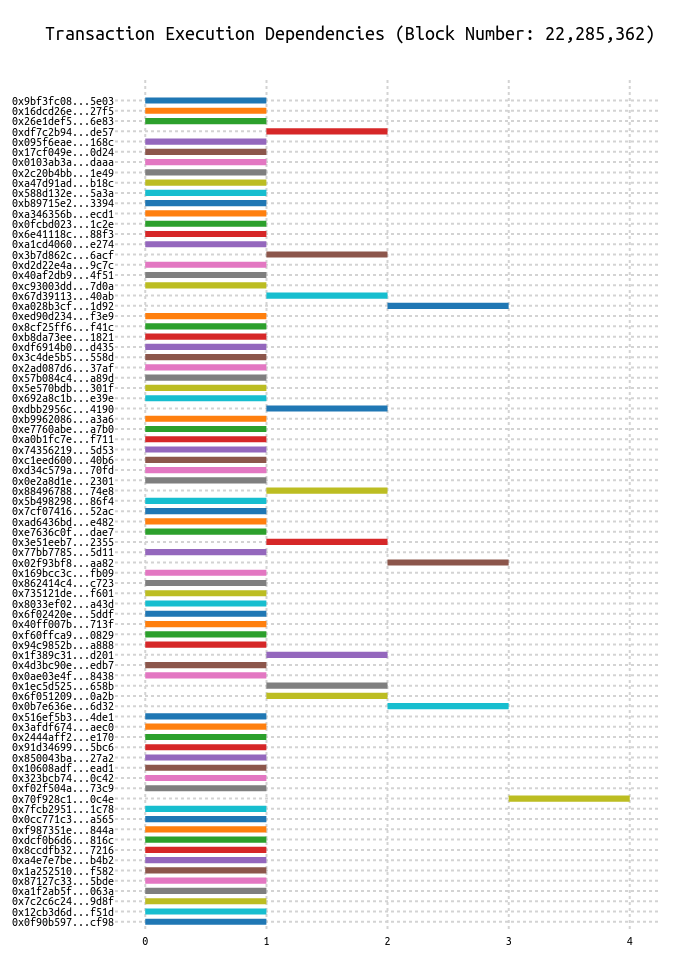 Transaction Execution Dependencies (Block Number: 22,285,362)
0x9bf3fc08...5e03
0x16dcd26e...27f5
0x26e1def5...6e83
0xdf7c2b94...de57
0x095f6eae...168c
0x17cf049e...0d24
0x0103ab3a...daaa
0x2c20b4bb...1e49
0xa47d91ad...b18c
0x588d132e...5a3a
0xb89715e2...3394
0xa346356b...ecd1
0x0fcbd023...1c2e
0x6e41118c...88f3
0xa1cd4060...e274
0x3b7d862c...6acf
0xd2d22e4a...9c7c
0x40af2db9...4f51
0xc93003dd...7d0a
0x67d39113...40ab
0xa028b3cf...1d92
0xed90d234...f3e9
0x8cf25ff6...f41c
0xb8da73ee...1821
0xdf6914b0...d435
0x3c4de5b5...558d
0x2ad087d6...37af
0x57b084c4...a89d
0x5e570bdb...301f
0x692a8c1b...e39e
0xdbb2956c...4190
0xb9962086...a3a6
0xe7760abe...a7b0
0xa0b1fc7e...f711
0x74356219...5d53
0xc1eed600...40b6
0xd34c579a...70fd
0x0e2a8d1e...2301
0x88496788...74e8
0x5b498298...86f4
0x7cf07416...52ac
0xad6436bd...e482
0xe7636c0f...dae7
0x3e51eeb7...2355
0x77bb7785...5d11
0x02f93bf8...aa82
0x169bcc3c...fb09
0x862414c4...c723
0x735121de...f601
0x8033ef02...a43d
0x6f02420e...5ddf
0x40ff007b...713f
0xf60ffca9...0829
0x94c9852b...a888
0x1f389c31...d201
0x4d3bc90e...edb7
0x0ae03e4f...8438
0x1ec5d525...658b
0x6f051209...0a2b
0x0b7e636e...6d32
0x516ef5b3...4de1
0x3afdf674...aec0
0x2444aff2...e170
0x91d34699...5bc6
0x850043ba...27a2
0x10608adf...ead1
0x323bcb74...0c42
0xf02f504a...73c9
0x70f928c1...0c4e
0x7fcb2951...1c78
0x0cc771c3...a565
0xf987351e...844a
0xdcf0b6d6...816c
0x8ccdfb32...7216
0xa4e7e7be...b4b2
0x1a252510...f582
0x87127c33...5bde
0xa1f2ab5f...063a
0x7c2c6c24...9d8f
0x12cb3d6d...f51d
0x0f90b597...cf98
0 1 2 3 4